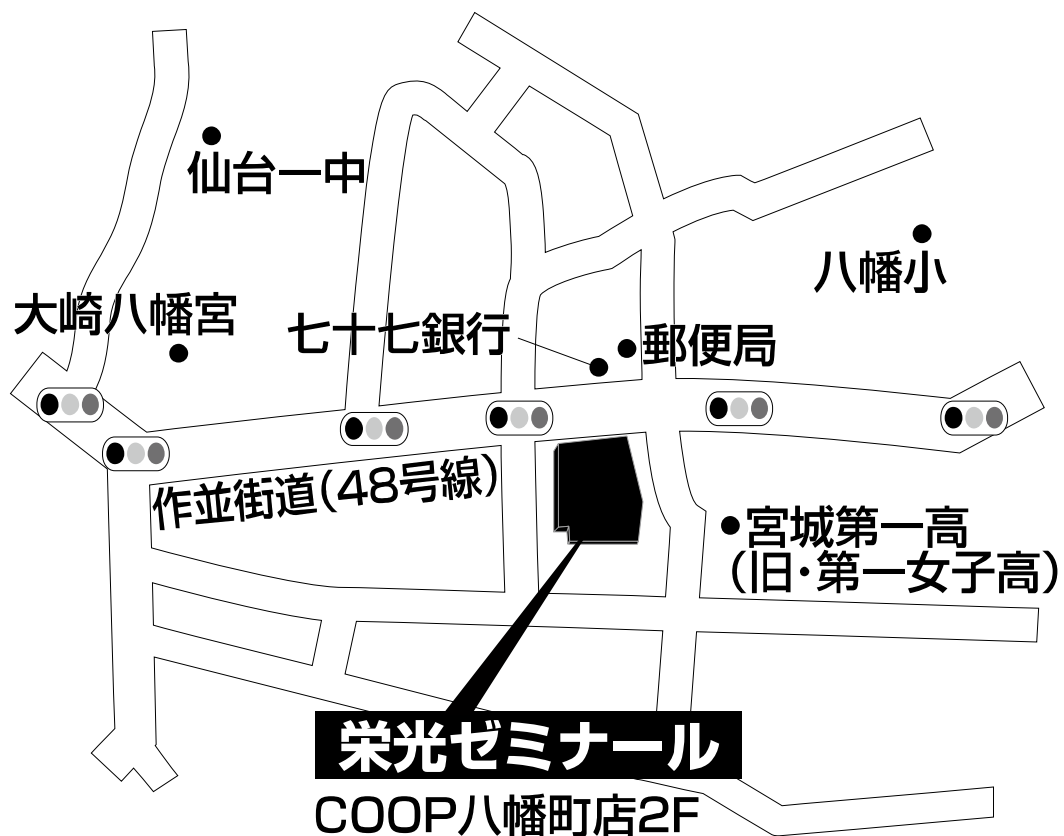 仙台一中
八幡小
大崎八幡宮
七十七銀行
郵便局
作並街道(48号線)
宮城第一高
(旧・第一女子高)
栄光ゼミナール
COOP八幡町店2F